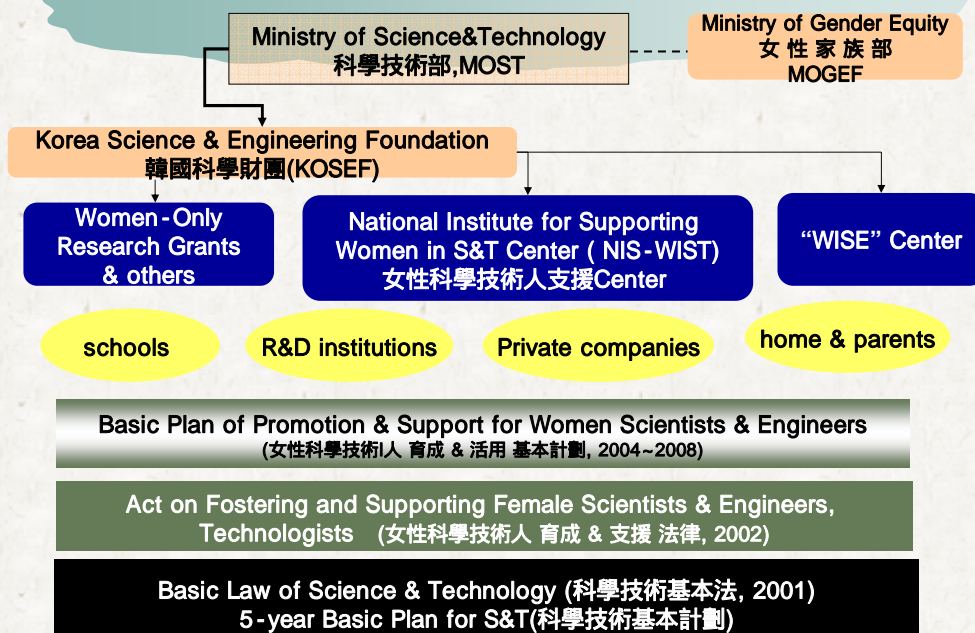 Ministry of Science&Technology
科學技術部,MOST
Ministry of Gender Equity
女 性 家 族 部
MOGEF
Korea Science & Engineering Foundation
韓國科學財團(KOSEF)
Women-Only
Research Grants
& others
National Institute for Supporting
Women in S&T Center ( NIS-WIST)
女性科學技術人支援Center
“WISE” Center
schools
R&D institutions
Private companies
home & parents
Basic Plan of Promotion & Support for Women Scientists & Engineers
(女性科學技術I人 育成 & 活用 基本計劃, 2004~2008)
Act on Fostering and Supporting Female Scientists & Engineers,
Technologists (女性科學技術人 育成 & 支援 法律, 2002)
Basic Law of Science & Technology (科學技術基本法, 2001)
5-year Basic Plan for S&T(科學技術基本計劃)